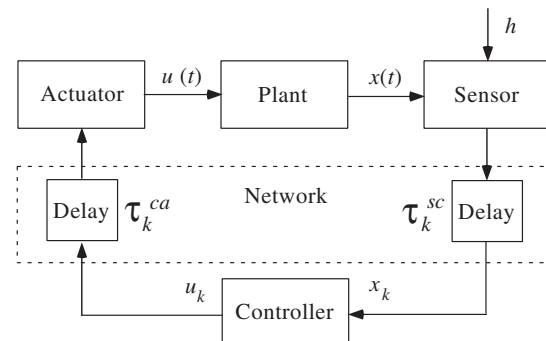 h
u (t)
x(t)
Actuator
Plant
Sensor
Network
Delay
τ_k^{ca}
τ_k^{sc}
Delay
u_k
x_k
Controller